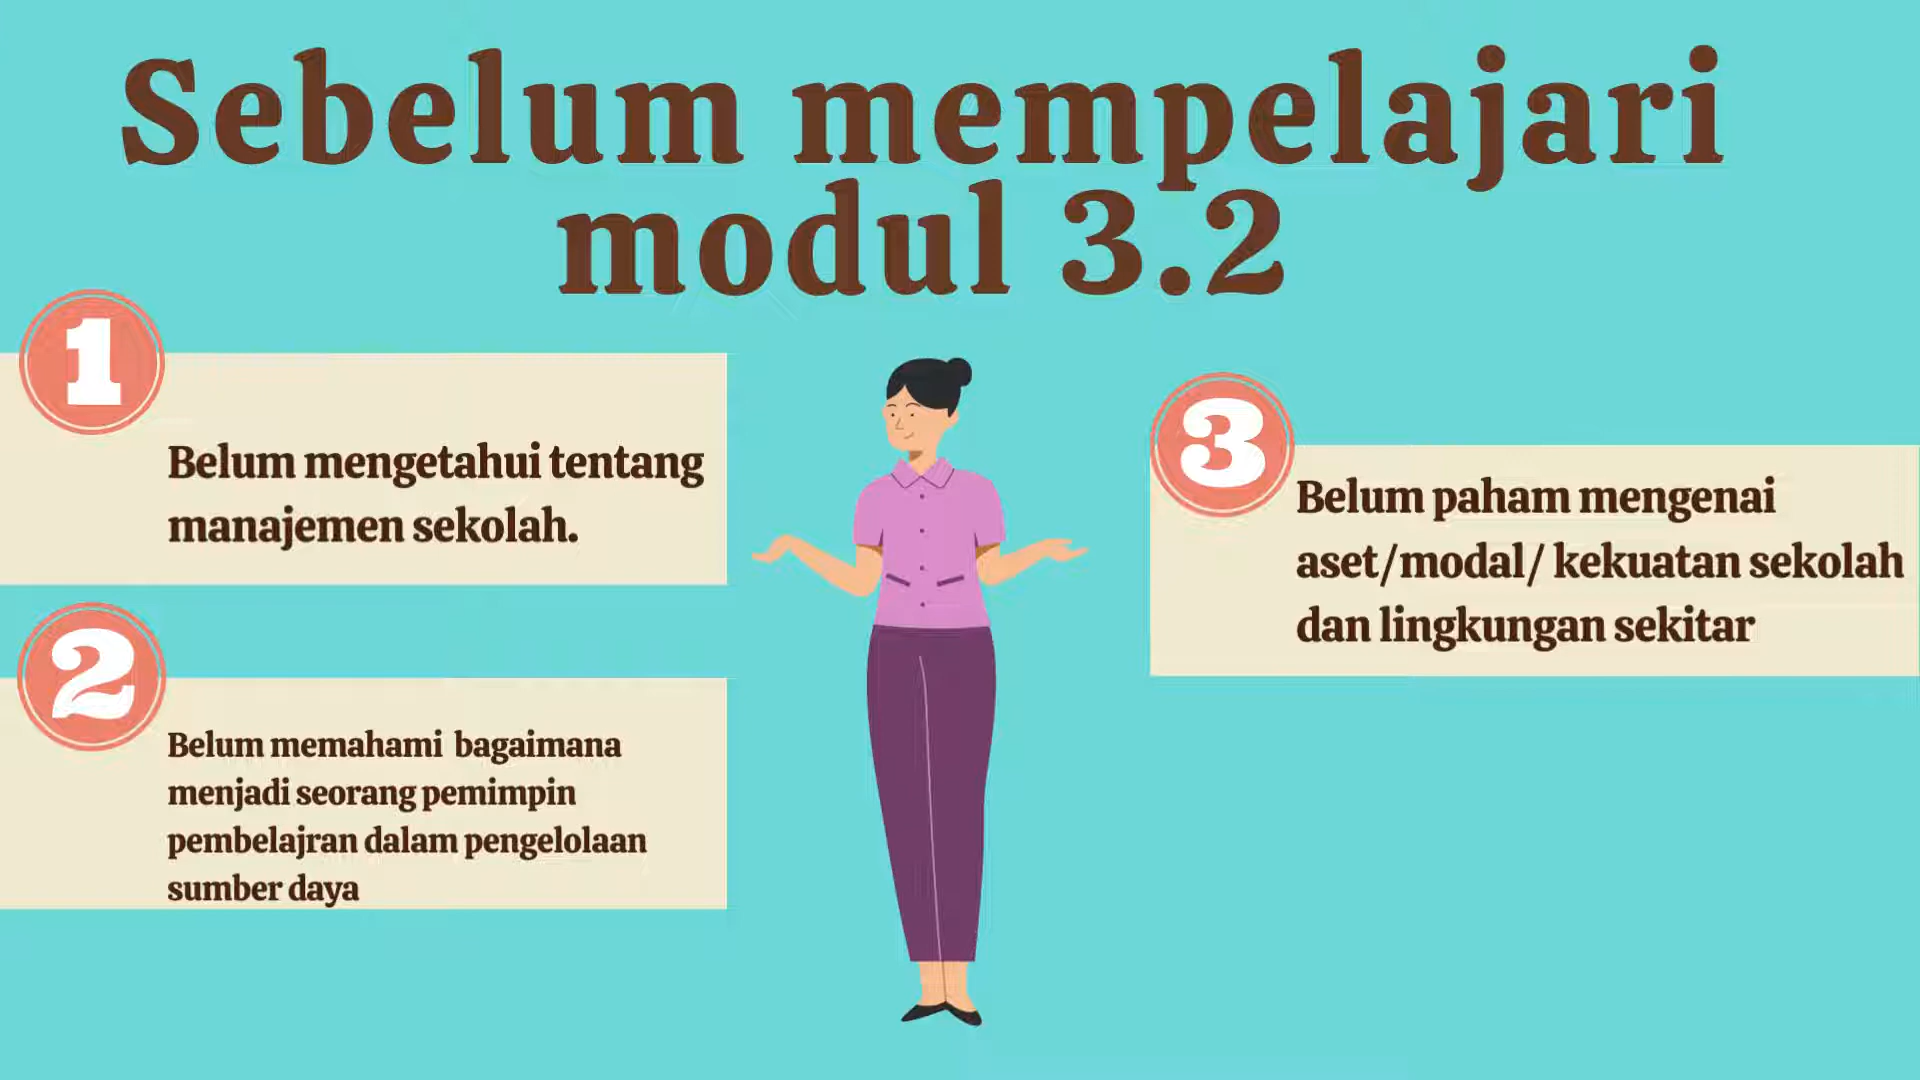 Sebelum mempelajari
modul 3.2
1
Belum mengetahui tentang
manajemen sekolah.
2
Belum memahami bagaimana
menjadi seorang pemimpin
pembelajran dalam pengelolaan
sumber daya
3
Belum paham mengenai
aset/modal/ kekuatan sekolah
dan lingkungan sekitar